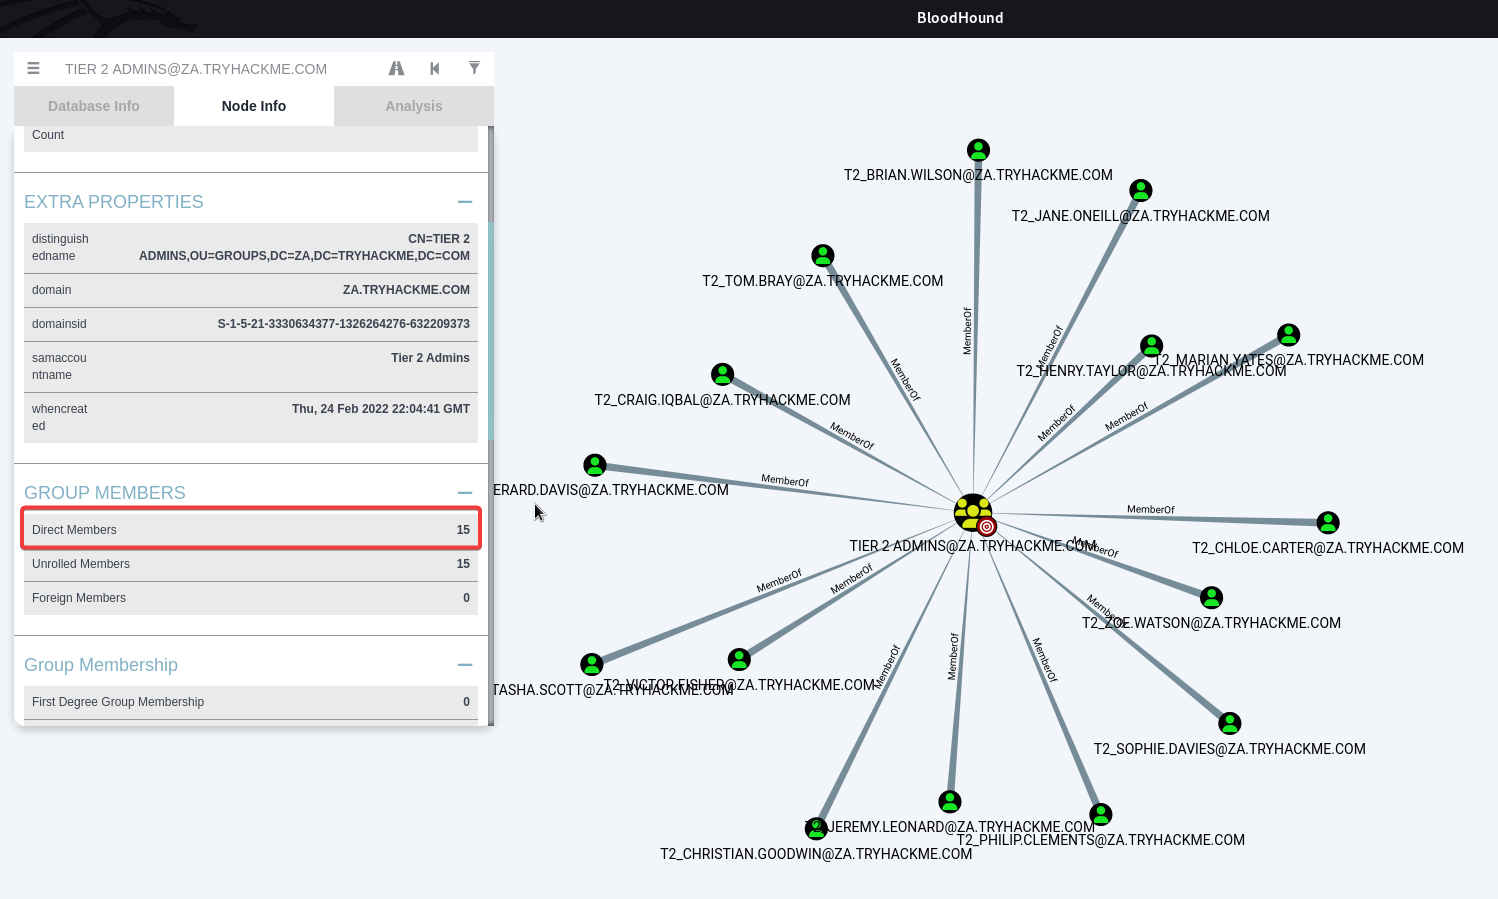 BloodHound
TIER 2 ADMINS@ZA.TRYHACKME.COM
Database Info
Node Info
Analysis
Count
EXTRA PROPERTIES
distinguish
edname
CN=TIER 2
ADMINS,OU=GROUPS,DC=ZA,DC=TRYHACKME,DC=COM
domain
ZA.TRYHACKME.COM
domainsid
S-1-5-21-3330634377-1326264276-632209373
samaccou
ntname
Tier 2 Admins
whencreat
ed
Thu, 24 Feb 2022 22:04:41 GMT
GROUP MEMBERS
Direct Members
15
Unrolled Members
15
Foreign Members
0
Group Membership
First Degree Group Membership
0
T2_BRIAN.WILSON@ZA.TRYHACKME.COM
T2_JANE.ONEILL@ZA.TRYHACKME.COM
T2_TOM.BRAY@ZA.TRYHACKME.COM
MemberOf
MemberOf
T2_MARIAN.YATES@ZA.TRYHACKME.COM
T2_HENRY.TAYLOR@ZA.TRYHACKME.COM
MemberOf
T2_CRAIG.IQBAL@ZA.TRYHACKME.COM
MemberOf
MemberOf
MemberOf
MemberOf
ERARD.DAVIS@ZA.TRYHACKME.COM
MemberOf
TIER 2 ADMINS@ZA.TRYHACKME.COM
MemberOf
T2_CHLOE.CARTER@ZA.TRYHACKME.COM
MemberOf
MemberOf
MemberOf
T2_ZOE.WATSON@ZA.TRYHACKME.COM
MemberOf
MemberOf
MemberOf
T2_VICTOR.FISHER@ZA.TRYHACKME.COM
TASHA.SCOTT@ZA.TRYHACKME.COM
T2_SOPHIE.DAVIES@ZA.TRYHACKME.COM
T2_JEREMY.LEONARD@ZA.TRYHACKME.COM
T2_PHILIP.CLEMENTS@ZA.TRYHACKME.COM
T2_CHRISTIAN.GOODWIN@ZA.TRYHACKME.COM